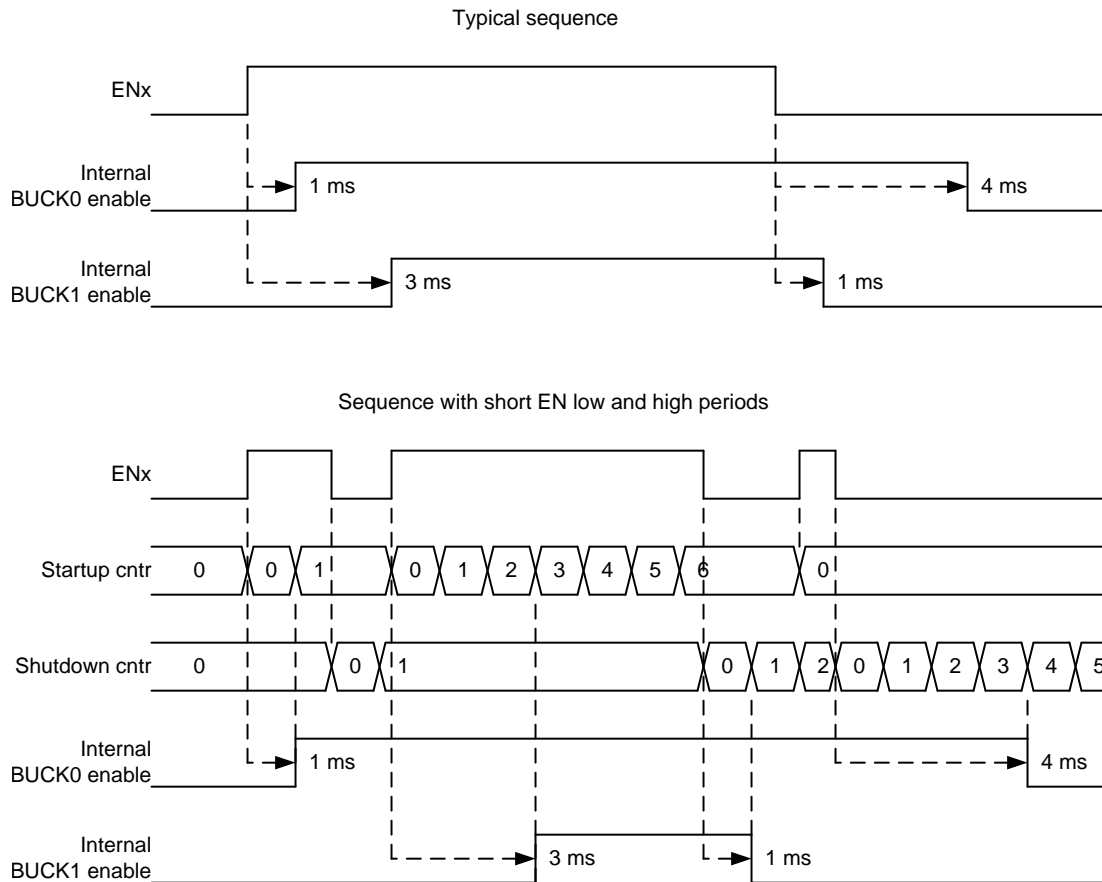 Typical sequence
ENx
Internal
BUCK0 enable
1 ms
4 ms
Internal
BUCK1 enable
3 ms
1 ms
Sequence with short EN low and high periods
ENx
Startup cntr
0 0 1 0 1 2 3 4 5 6 0
Shutdown cntr
0 0 1 0 1 2 0 1 2 3 4 5
Internal
BUCK0 enable
1 ms
4 ms
Internal
BUCK1 enable
3 ms
1 ms